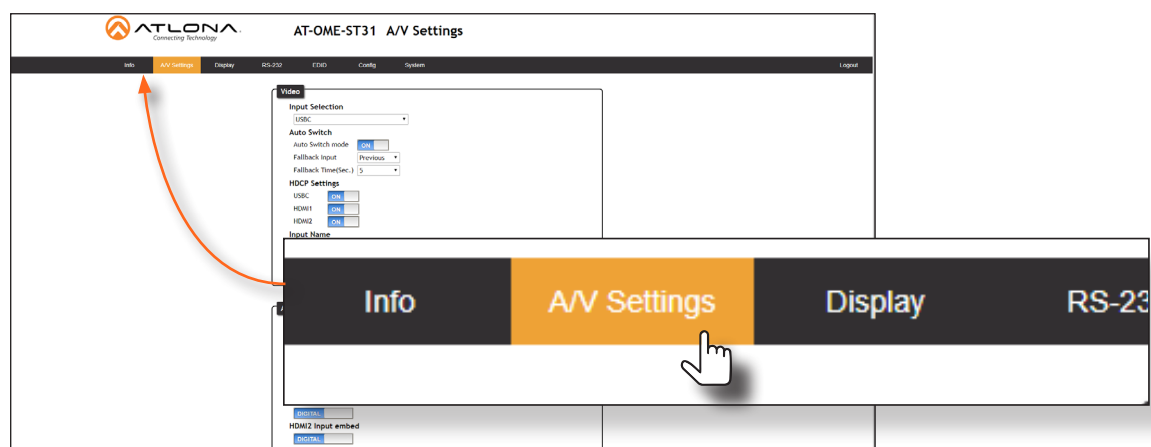 ATLONA.
Connecting Technology
AT-OME-ST31 A/V Settings
Info A/V Settings Display RS-232 EDID Config System Logout
Video
Input Selection
USBC
Auto Switch
Auto Switch mode ON
Fallback Input Previous
Fallback Time(Sec.) 5
HDCP Settings
USBC ON
HDMI1 ON
HDMI2 ON
Input Name
Info A/V Settings Display RS-23
DIGITAL
HDMI2 Input embed
DIGITAL